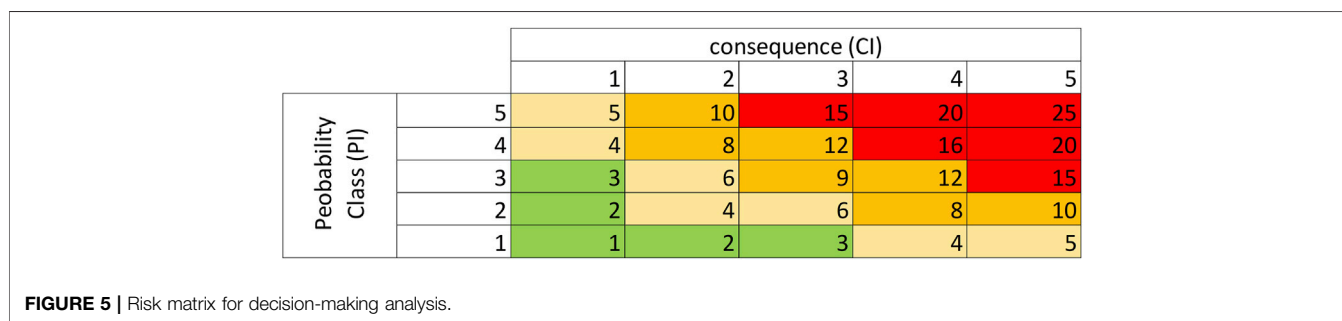 consequence (CI)
1 2 3 4 5
Peobability
Class (PI)
5 5 10 15 20 25
4 4 8 12 16 20
3 3 6 9 12 15
2 2 4 6 8 10
1 1 2 3 4 5
FIGURE 5 | Risk matrix for decision-making analysis.